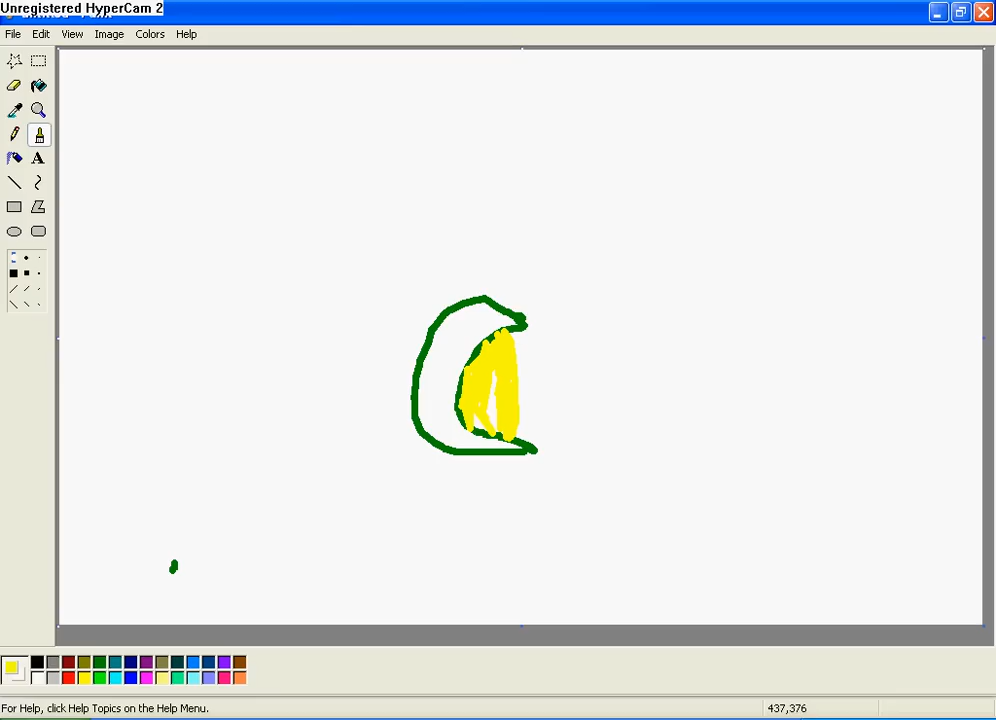 Unregistered HyperCam 2
File Edit View Image Colors Help
A
For Help, click Help Topics on the Help Menu.
437,376